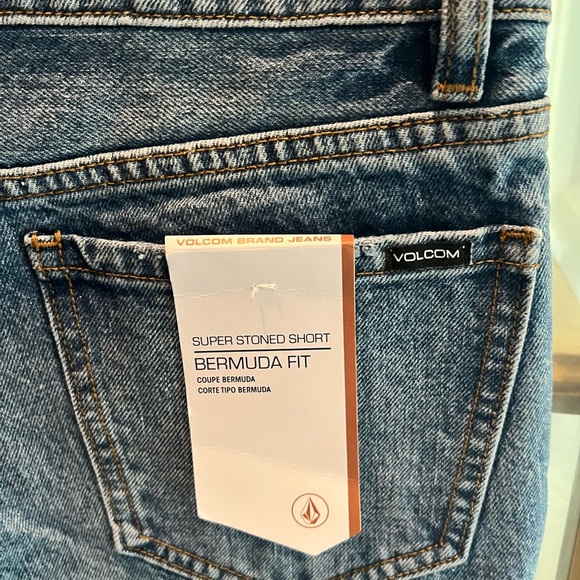 VOLCOM BRAND JEANS
VOLCOM
SUPER STONED SHORT
BERMUDA FIT
COUPE BERMUDA
CORTE TIPO BERMUDA